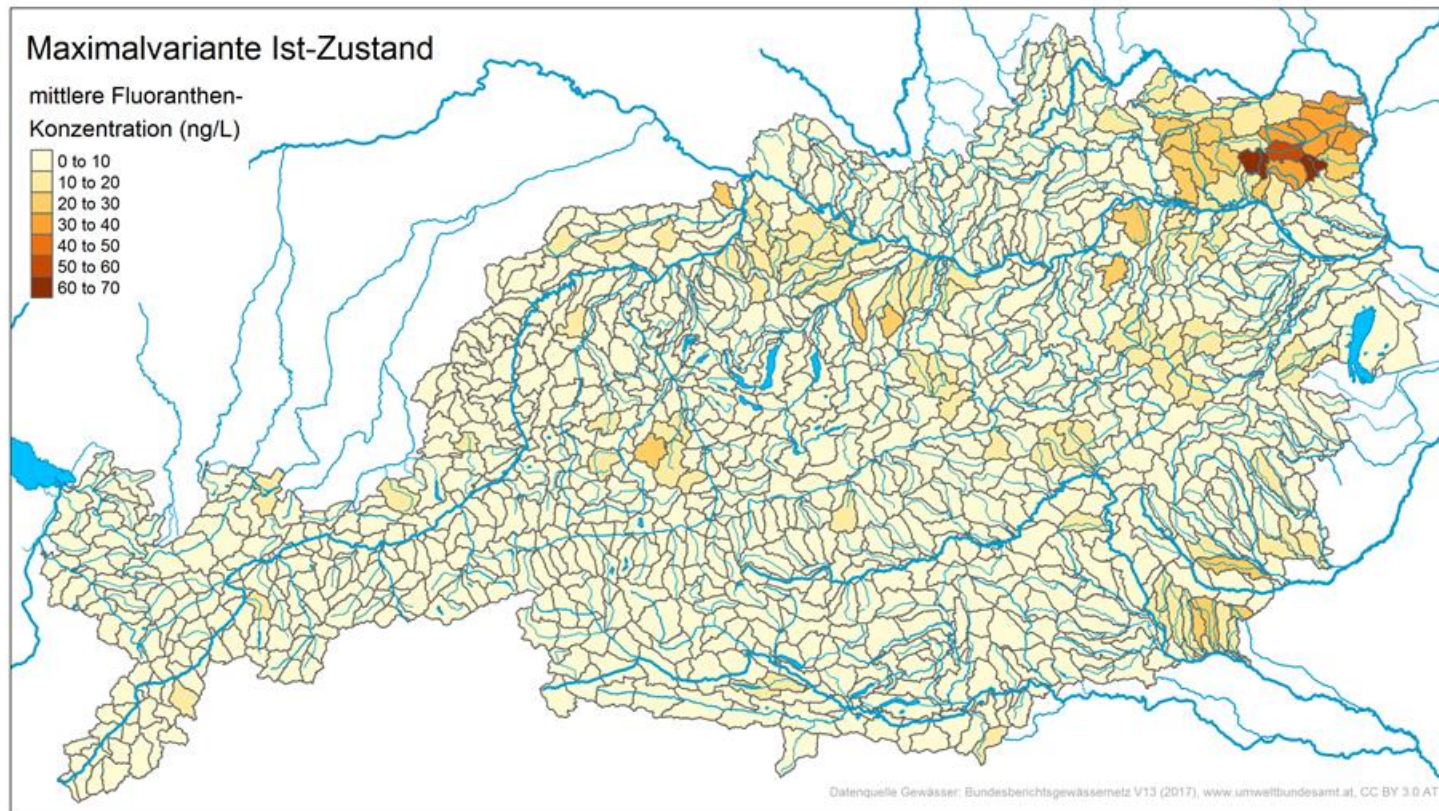 Maximalvariante Ist-Zustand
mittlere Fluoranthen-
Konzentration (ng/L)
0 to 10
10 to 20
20 to 30
30 to 40
40 to 50
50 to 60
60 to 70
Datenquelle Gewässer: Bundesberichtsgewässernetz V13 (2017), www.umweltbundesamt.at, CC BY 3.0 AT